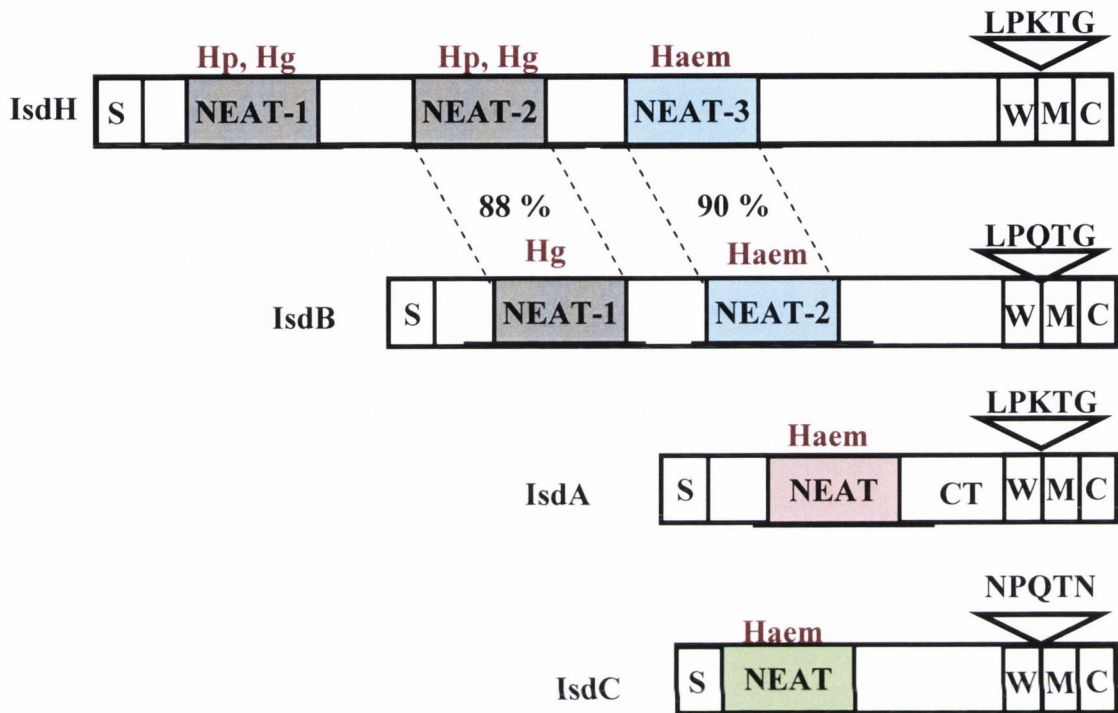 LPKTG
Hp, Hg Hp, Hg Haem
IsdH S NEAT-1 NEAT-2 NEAT-3 W M C
88 % 90 %
LPQTG
Hg Haem
IsdB S NEAT-1 NEAT-2 W M C
LPKTG
Haem
IsdA S NEAT CT W M C
NPQTN
Haem
IsdC S NEAT W M C